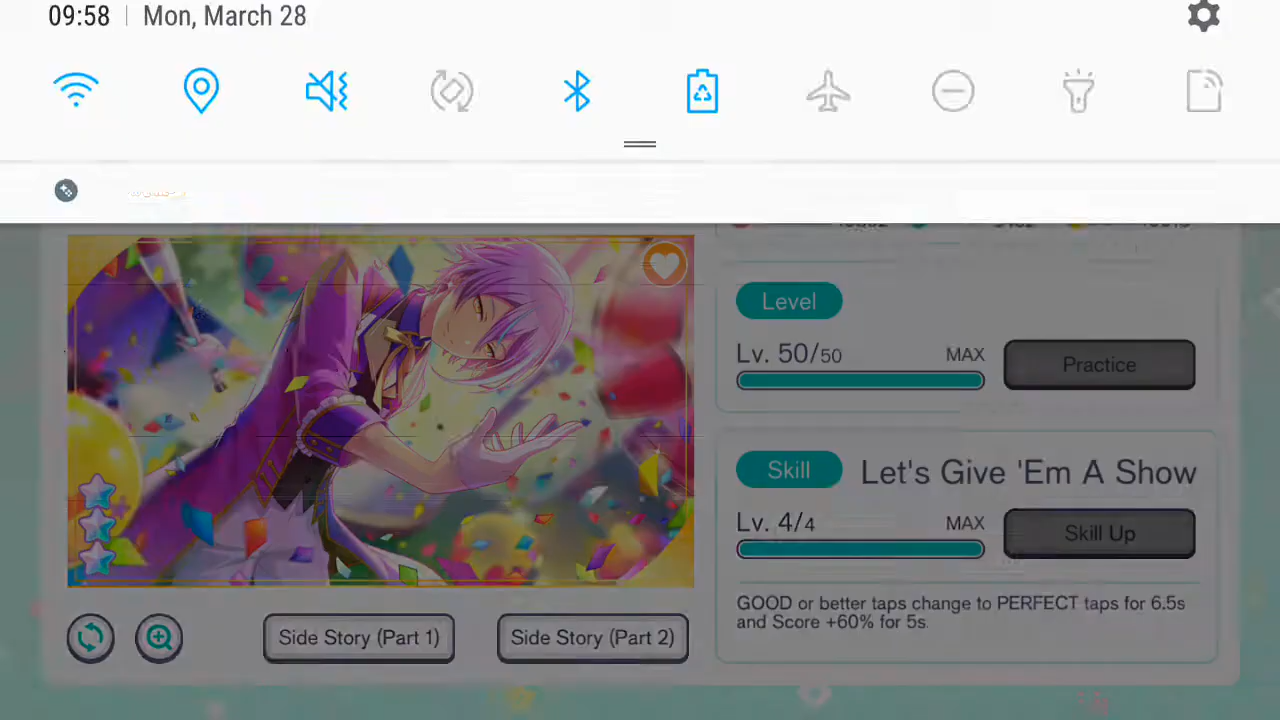 09:58 | Mon, March 28
Level
Lv. 50/50 MAX Practice
Skill Let's Give 'Em A Show
Lv. 4/4 MAX Skill Up
GOOD or better taps change to PERFECT taps for 6.5s
and Score +60% for 5s.
Side Story (Part 1) Side Story (Part 2)